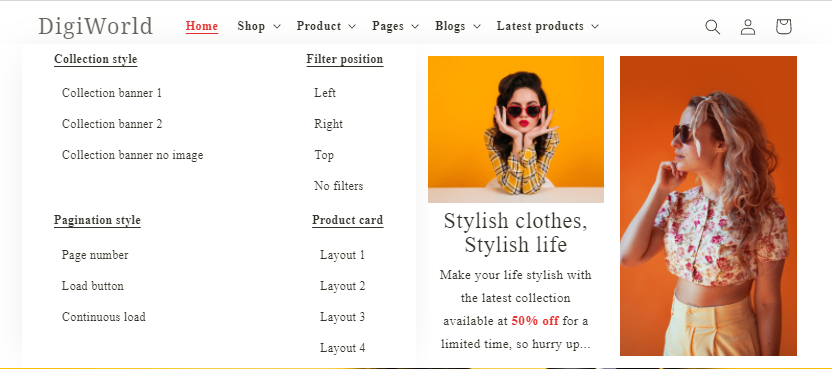 DigiWorld
Home Shop Product Pages Blogs Latest products
Collection style
Collection banner 1
Collection banner 2
Collection banner no image
Filter position
Left
Right
Top
No filters
Pagination style
Page number
Load button
Continuous load
Product card
Layout 1
Layout 2
Layout 3
Layout 4
Stylish clothes,
Stylish life
Make your life stylish with
the latest collection
available at 50% off for a
limited time, so hurry up...